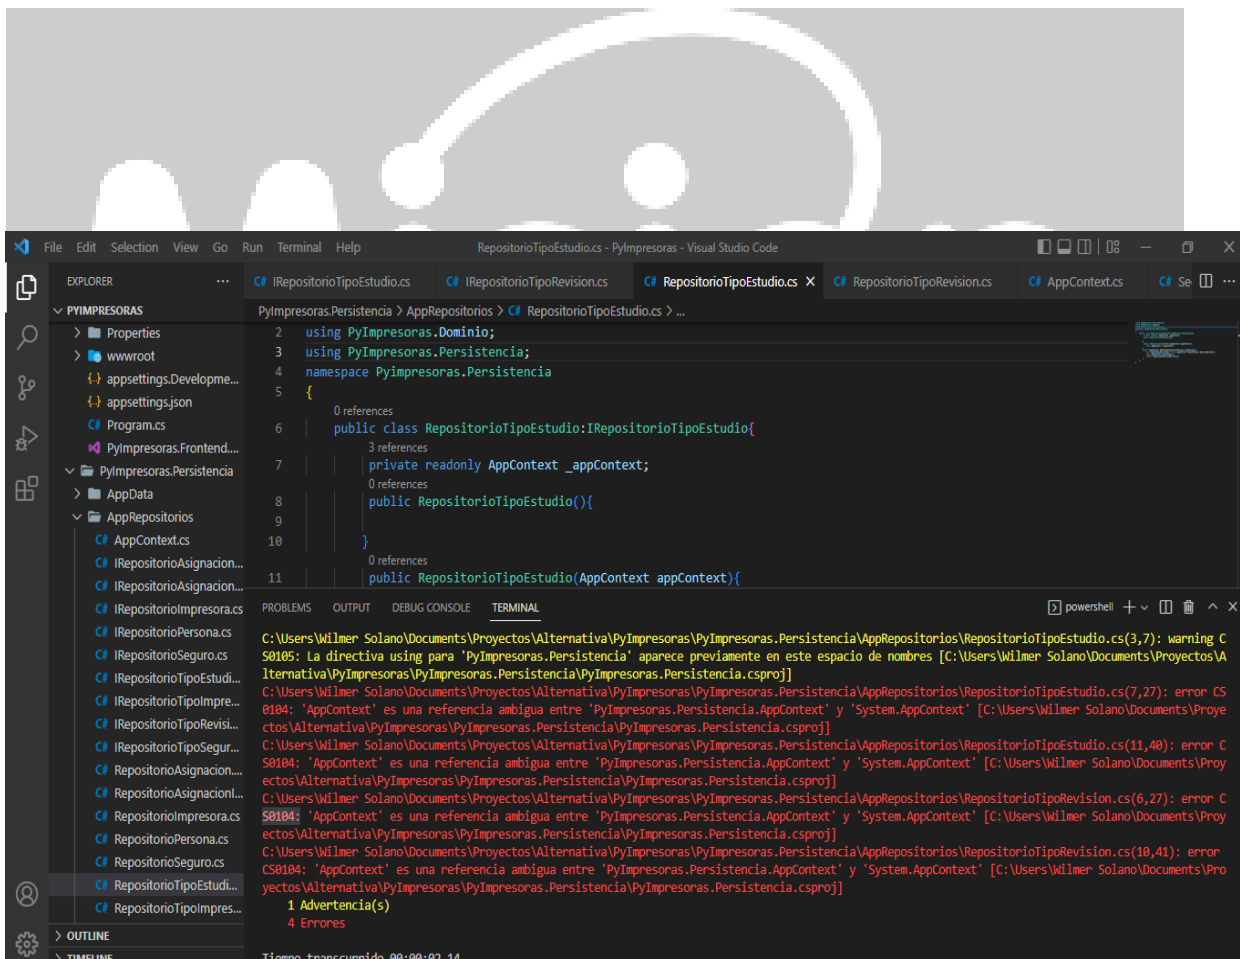 File Edit Selection View Go Run Terminal Help RepositorioTipoEstudio.cs - PyImpresoras - Visual Studio Code
EXPLORER ...
IRepositorioTipoEstudio.cs IRepositorioTipoRevision.cs RepositorioTipoEstudio.cs RepositorioTipoRevision.cs AppContext.cs Se ...
PYIMPRESORAS
Properties
wwwroot
appsettings.Developme...
appsettings.json
Program.cs
PyImpresoras.Frontend....
PyImpresoras.Persistencia
AppData
AppRepositorios
AppContext.cs
IRepositorioAsignacion...
IRepositorioAsignacion...
IRepositorioImpresora.cs
IRepositorioPersona.cs
IRepositorioSeguro.cs
IRepositorioTipoEstudi...
IRepositorioTipoImpre...
IRepositorioTipoRevisi...
IRepositorioTipoSegur...
RepositorioAsignacion....
RepositorioAsignacionI...
RepositorioImpresora.cs
RepositorioPersona.cs
RepositorioSeguro.cs
RepositorioTipoEstudi...
RepositorioTipoImpres...
OUTLINE
TIMELINE
PyImpresoras.Persistencia > AppRepositorios > C# RepositorioTipoEstudio.cs > ...
2 using PyImpresoras.Dominio;
3 using PyImpresoras.Persistencia;
4 namespace Pyimpresoras.Persistencia
5 {
0 references
6 public class RepositorioTipoEstudio:IRepositorioTipoEstudio{
3 references
7 private readonly AppContext _appContext;
0 references
8 public RepositorioTipoEstudio(){
9
10 }
0 references
11 public RepositorioTipoEstudio(AppContext appContext){
PROBLEMS OUTPUT DEBUG CONSOLE TERMINAL powershell
C:\Users\Wilmer Solano\Documents\Proyectos\Alternativa\PyImpresoras\PyImpresoras.Persistencia\AppRepositorios\RepositorioTipoEstudio.cs(3,7): warning C
S0105: La directiva using para 'PyImpresoras.Persistencia' aparece previamente en este espacio de nombres [C:\Users\Wilmer Solano\Documents\Proyectos\A
lternativa\PyImpresoras\PyImpresoras.Persistencia\PyImpresoras.Persistencia.csproj]
C:\Users\Wilmer Solano\Documents\Proyectos\Alternativa\PyImpresoras\PyImpresoras.Persistencia\AppRepositorios\RepositorioTipoEstudio.cs(7,27): error CS
0104: 'AppContext' es una referencia ambigua entre 'PyImpresoras.Persistencia.AppContext' y 'System.AppContext' [C:\Users\Wilmer Solano\Documents\Proye
ctos\Alternativa\PyImpresoras\PyImpresoras.Persistencia\PyImpresoras.Persistencia.csproj]
C:\Users\Wilmer Solano\Documents\Proyectos\Alternativa\PyImpresoras\PyImpresoras.Persistencia\AppRepositorios\RepositorioTipoEstudio.cs(11,40): error C
S0104: 'AppContext' es una referencia ambigua entre 'PyImpresoras.Persistencia.AppContext' y 'System.AppContext' [C:\Users\Wilmer Solano\Documents\Proy
ectos\Alternativa\PyImpresoras\PyImpresoras.Persistencia\PyImpresoras.Persistencia.csproj]
C:\Users\Wilmer Solano\Documents\Proyectos\Alternativa\PyImpresoras\PyImpresoras.Persistencia\AppRepositorios\RepositorioTipoRevision.cs(6,27): error C
S0104: 'AppContext' es una referencia ambigua entre 'PyImpresoras.Persistencia.AppContext' y 'System.AppContext' [C:\Users\Wilmer Solano\Documents\Proy
ectos\Alternativa\PyImpresoras\PyImpresoras.Persistencia\PyImpresoras.Persistencia.csproj]
C:\Users\Wilmer Solano\Documents\Proyectos\Alternativa\PyImpresoras\PyImpresoras.Persistencia\AppRepositorios\RepositorioTipoRevision.cs(10,41): error
CS0104: 'AppContext' es una referencia ambigua entre 'PyImpresoras.Persistencia.AppContext' y 'System.AppContext' [C:\Users\Wilmer Solano\Documents\Pro
yectos\Alternativa\PyImpresoras\PyImpresoras.Persistencia\PyImpresoras.Persistencia.csproj]
1 Advertencia(s)
4 Errores
Tiempo transcurrido 00:00:02.14